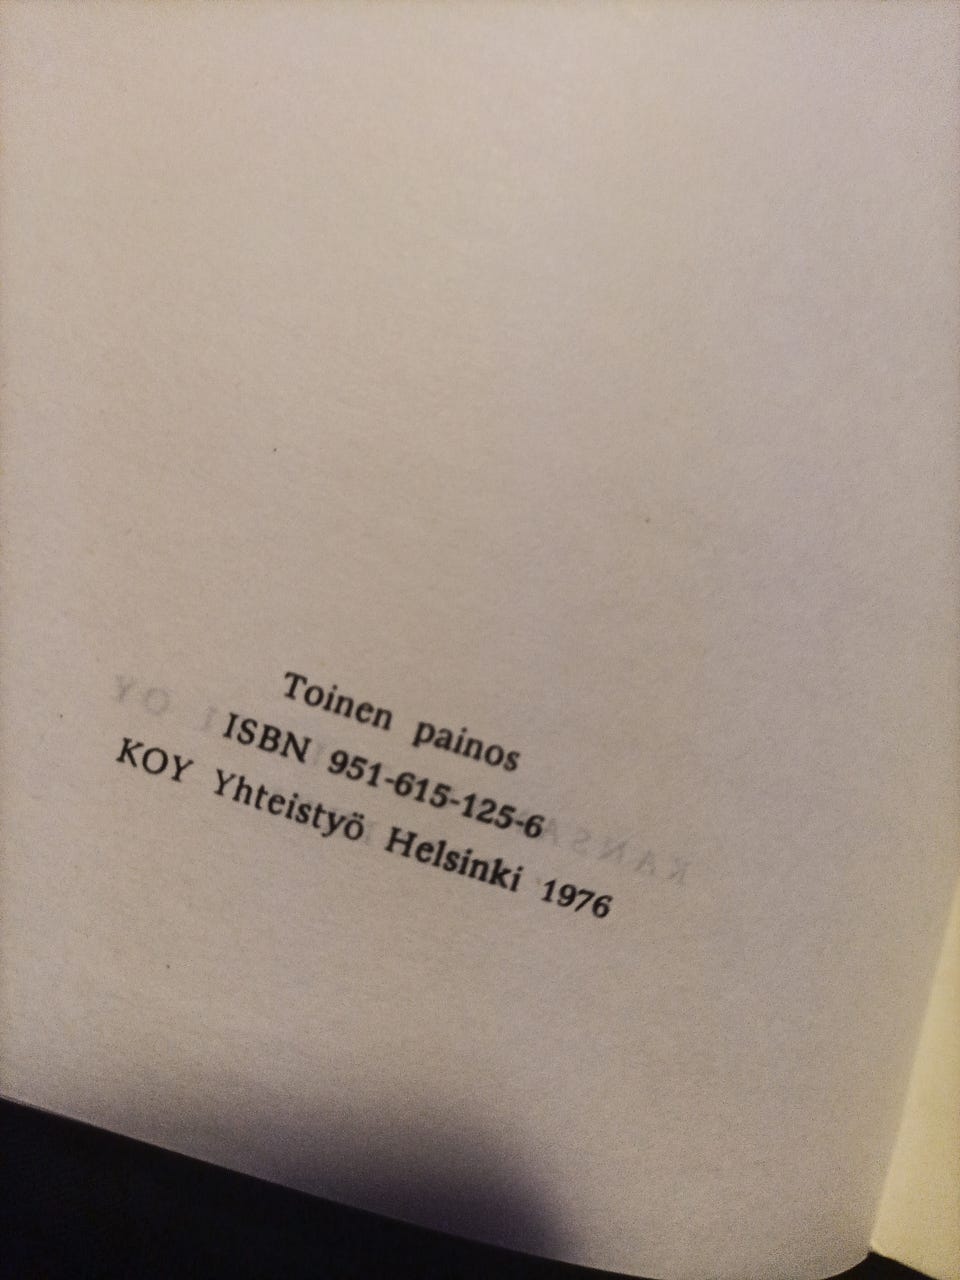 Toinen painos
ISBN 951-615-125-6
KOY Yhteistyö Helsinki 1976